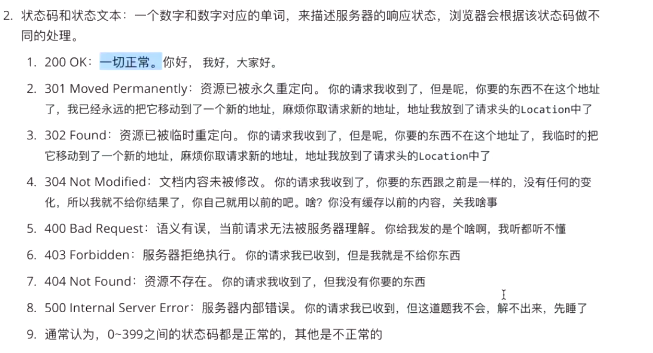 2. 状态码和状态文本：一个数字和数字对应的单词，来描述服务器的响应状态，浏览器会根据该状态码做不
同的处理。
1. 200 OK：一切正常。你好，我好，大家好。
2. 301 Moved Permanently：资源已被永久重定向。你的请求我收到了，但是呢，你要的东西不在这个地址
了，我已经永远的把它移动到了一个新的地址，麻烦你取请求新的地址，地址我放到了请求头的Location中了
3. 302 Found：资源已被临时重定向。你的请求我收到了，但是呢，你要的东西不在这个地址了，我临时的把
它移动到了一个新的地址，麻烦你取请求新的地址，地址我放到了请求头的Location中了
4. 304 Not Modified：文档内容未被修改。你的请求我收到了，你要的东西跟之前是一样的，没有任何的变
化，所以我就不给你结果了，你自己就用以前的吧。啥？你没有缓存以前的内容，关我啥事
5. 400 Bad Request：语义有误，当前请求无法被服务器理解。你给我发的是个啥啊，我听都听不懂
6. 403 Forbidden：服务器拒绝执行。你的请求我已收到，但是我就是不给你东西
7. 404 Not Found：资源不存在。你的请求我收到了，但我没有你要的东西
8. 500 Internal Server Error：服务器内部错误。你的请求我已收到，但这道题我不会，解不出来，先睡了
9. 通常认为，0~399之间的状态码都是正常的，其他是不正常的